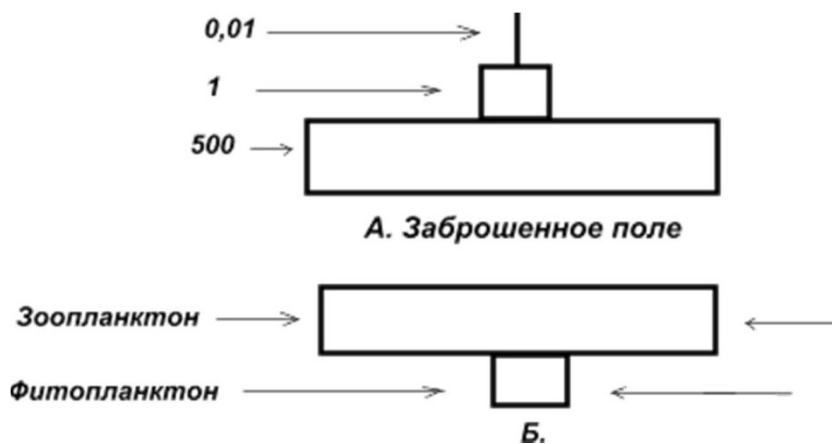 0,01
1
500
А. Заброшенное поле
Зоопланктон
Фитопланктон
Б.